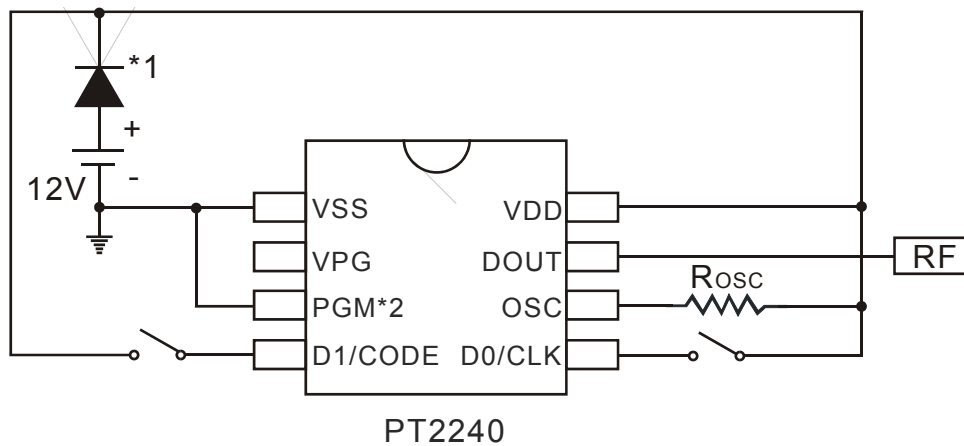 *1
+
12V
-
VSS
VPG
PGM*2
D1/CODE
VDD
DOUT
OSC
D0/CLK
ROSC
RF
PT2240